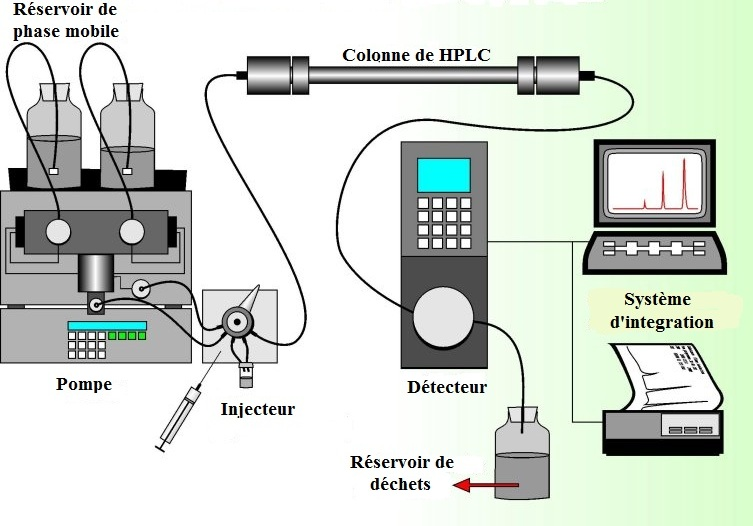 Réservoir de
phase mobile
Colonne de HPLC
Système
d'integration
Pompe
Injecteur
Détecteur
Réservoir de
déchets